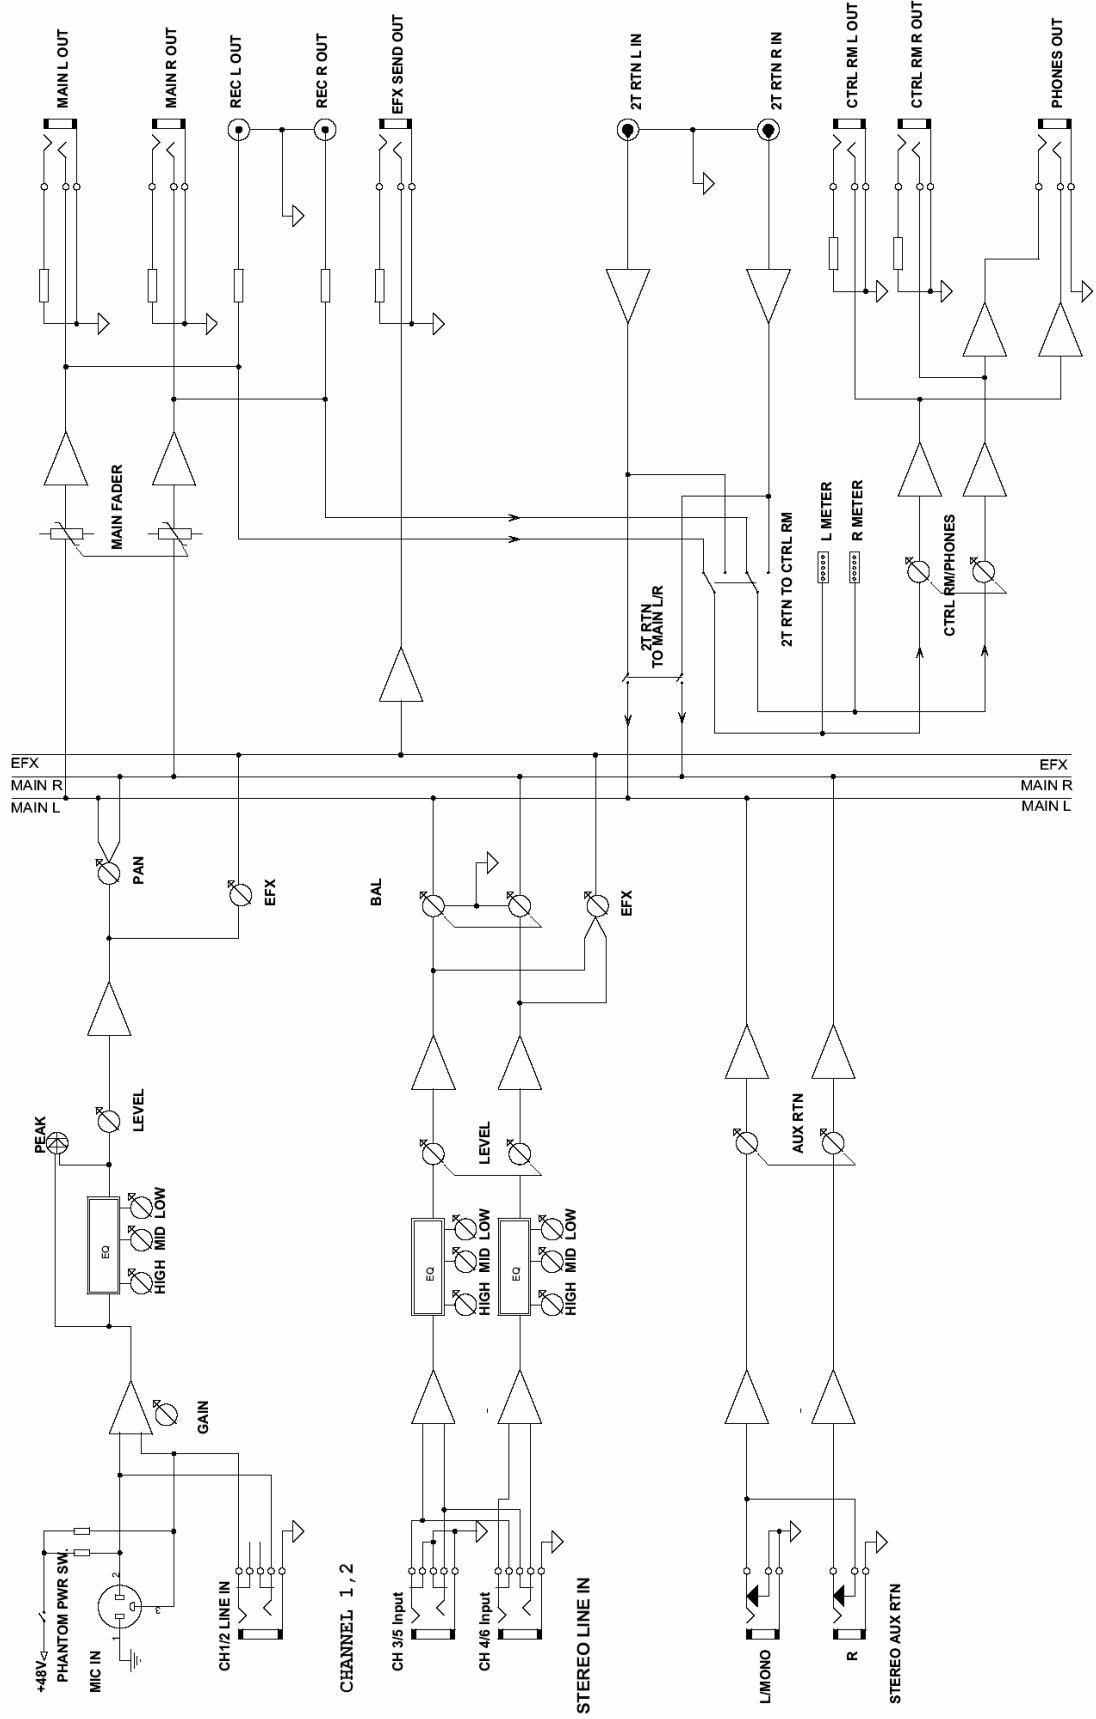 MAIN L OUT
MAIN R OUT
REC L OUT
REC R OUT
EFX SEND OUT
2T RTN L IN
2T RTN R IN
CTRL RM L OUT
CTRL RM R OUT
PHONES OUT
MAIN FADER
2T RTN
TO MAIN L/R
2T RTN TO CTRL RM
L METER
R METER
CTRL RM/PHONES
EFX
EFX
MAIN R
MAIN R
MAIN L
MAIN L
PAN
EFX
BAL
EFX
PEAK
LEVEL
LEVEL
AUX RTN
EQ
HIGH
MID
LOW
EQ
HIGH
MID
LOW
EQ
HIGH
MID
LOW
GAIN
+48V
PHANTOM PWR SW.
MIC IN
1
2
3
CH1/2 LINE IN
CHANNEL 1,2
CH 3/5 Input
CH 4/6 Input
STEREO LINE IN
L/MONO
R
STEREO AUX RTN